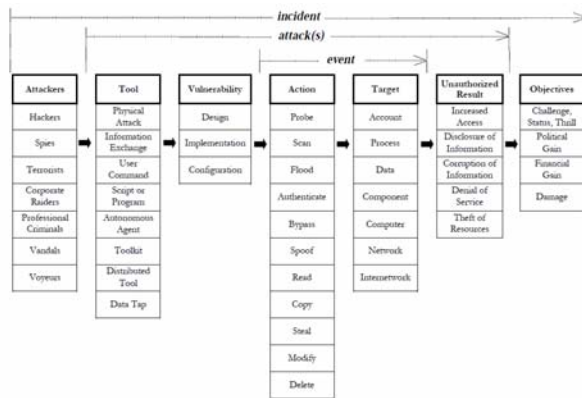 incident
attack(s)
event
Attackers
Hackers
Spies
Terrorists
Corporate
Raiders
Professional
Criminals
Vandals
Voyeurs
Tool
Physical
Attack
Information
Exchange
User
Command
Script or
Program
Autonomous
Agent
Toolkit
Distributed
Tool
Data Tap
Vulnerability
Design
Implementation
Configuration
Action
Probe
Scan
Flood
Authenticate
Bypass
Spoof
Read
Copy
Steal
Modify
Delete
Target
Account
Process
Data
Component
Computer
Network
Internetwork
Unauthorized
Result
Increased
Access
Disclosure of
Information
Corruption of
Information
Denial of
Service
Theft of
Resources
Objectives
Challenge,
Status, Thrill
Political
Gain
Financial
Gain
Damage